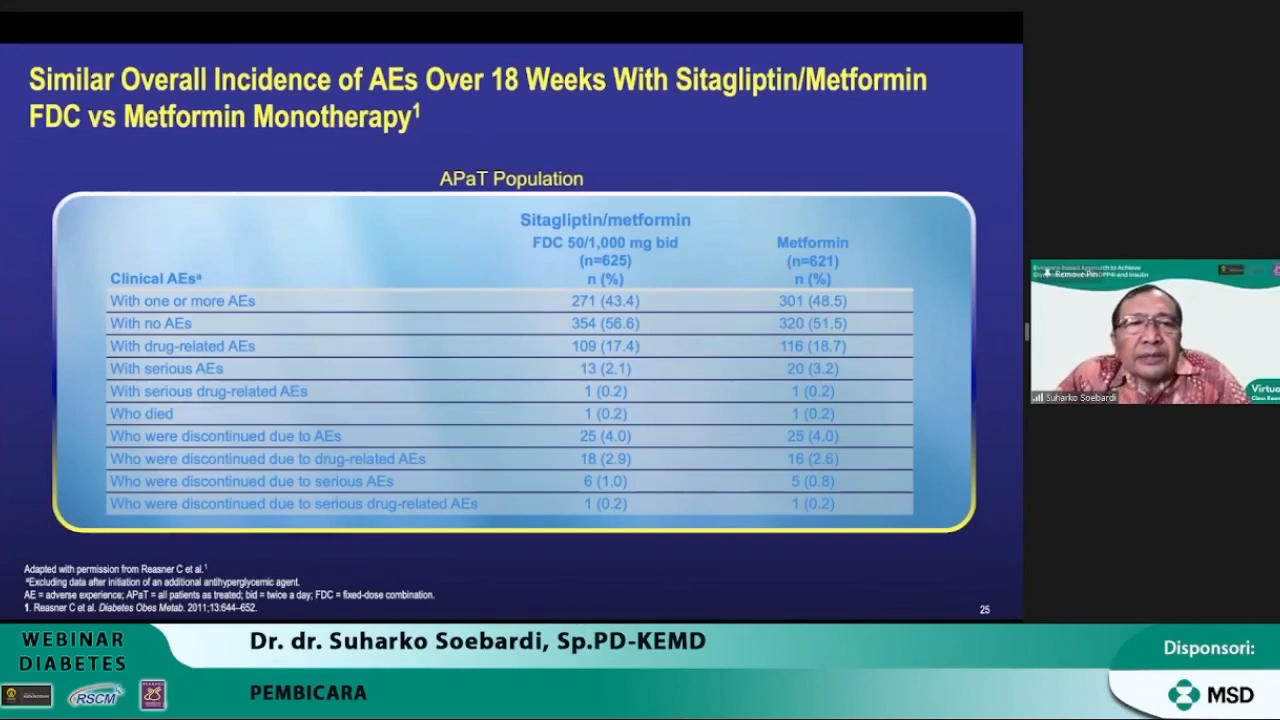 Similar Overall Incidence of AEs Over 18 Weeks With Sitagliptin/Metformin
FDC vs Metformin Monotherapy1
APaT Population
Sitagliptin/metformin
FDC 50/1,000 mg bid
(n=625)
n (%)
Metformin
(n=621)
n (%)
Clinical AEsa
With one or more AEs 271 (43.4) 301 (48.5)
With no AEs 354 (56.6) 320 (51.5)
With drug-related AEs 109 (17.4) 116 (18.7)
With serious AEs 13 (2.1) 20 (3.2)
With serious drug-related AEs 1 (0.2) 1 (0.2)
Who died 1 (0.2) 1 (0.2)
Who were discontinued due to AEs 25 (4.0) 25 (4.0)
Who were discontinued due to drug-related AEs 18 (2.9) 16 (2.6)
Who were discontinued due to serious AEs 6 (1.0) 5 (0.8)
Who were discontinued due to serious drug-related AEs 1 (0.2) 1 (0.2)
Adapted with permission from Reasner C et al.1
aExcluding data after initiation of an additional antihyperglycemic agent.
AE = adverse experience; APaT = all patients as treated; bid = twice a day; FDC = fixed-dose combination.
1. Reasner C et al. Diabetes Obes Metab. 2011;13:644–652.
25
Approach to Achieve
Remove Pin
and Insulin
Suharko Soebardi
Virtu
WEBINAR
DIABETES
RSCM
Dr. dr. Suharko Soebardi, Sp.PD-KEMD
PEMBICARA
Disponsori:
MSD